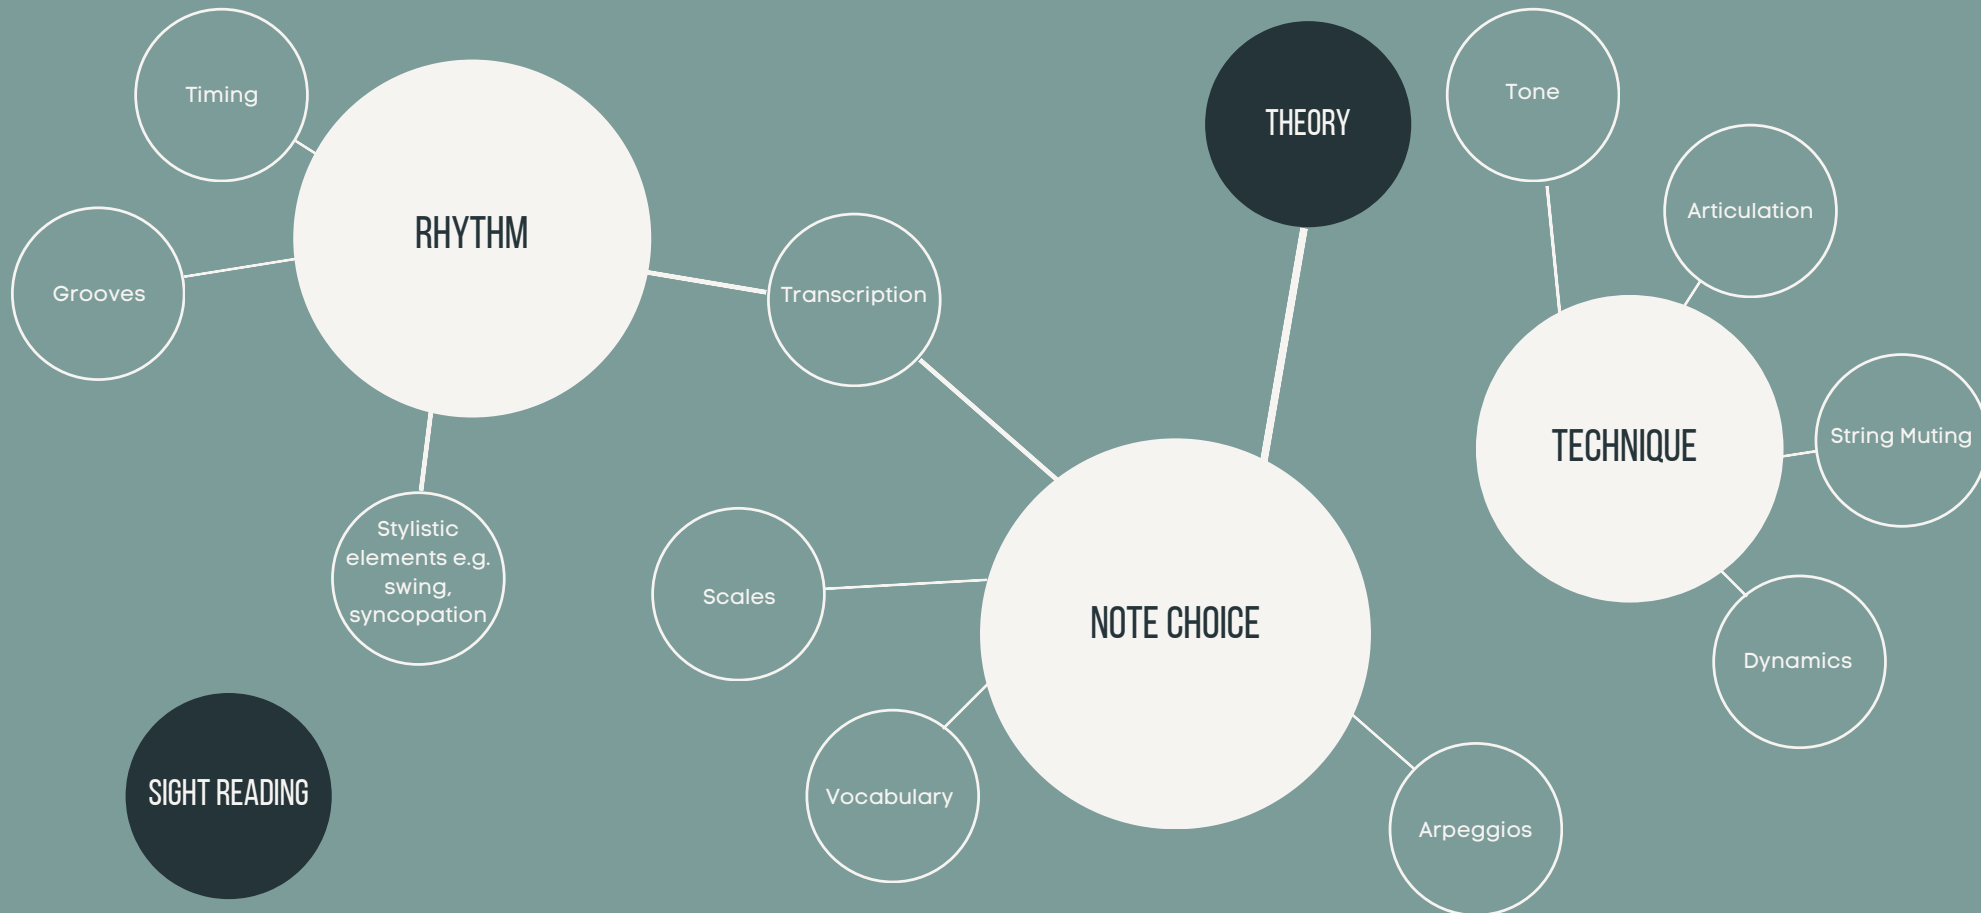 Timing
RHYTHM
Grooves
Stylistic
elements e.g.
swing,
syncopation
Transcription
THEORY
Tone
Articulation
TECHNIQUE
String Muting
Dynamics
NOTE CHOICE
Scales
Vocabulary
Arpeggios
SIGHT READING